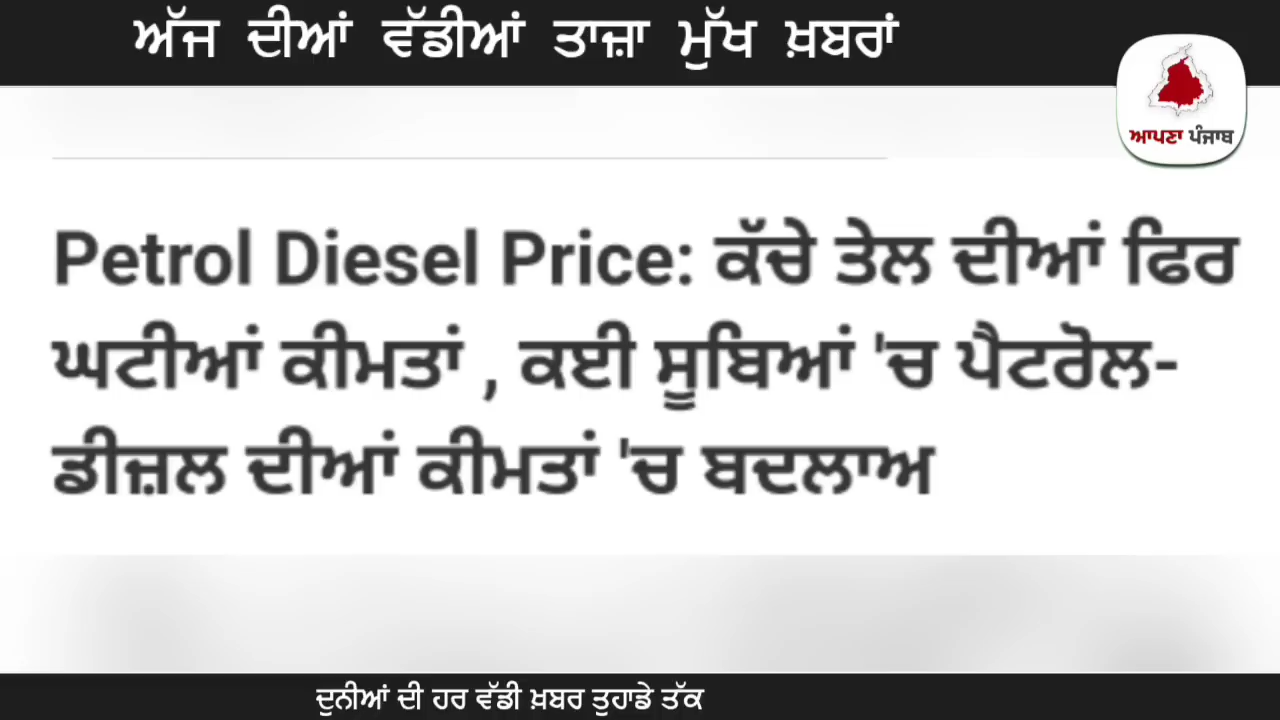 ਅੱਜ ਦੀਆਂ ਵੱਡੀਆਂ ਤਾਜ਼ਾ ਮੁੱਖ ਖ਼ਬਰਾਂ
ਆਪਣਾ ਪੰਜਾਬ
Petrol Diesel Price: ਕੱਚੇ ਤੇਲ ਦੀਆਂ ਫਿਰ
ਘਟੀਆਂ ਕੀਮਤਾਂ , ਕਈ ਸੂਬਿਆਂ 'ਚ ਪੈਟਰੋਲ-
ਡੀਜ਼ਲ ਦੀਆਂ ਕੀਮਤਾਂ 'ਚ ਬਦਲਾਅ
ਦੁਨੀਆਂ ਦੀ ਹਰ ਵੱਡੀ ਖ਼ਬਰ ਤੁਹਾਡੇ ਤੱਕ